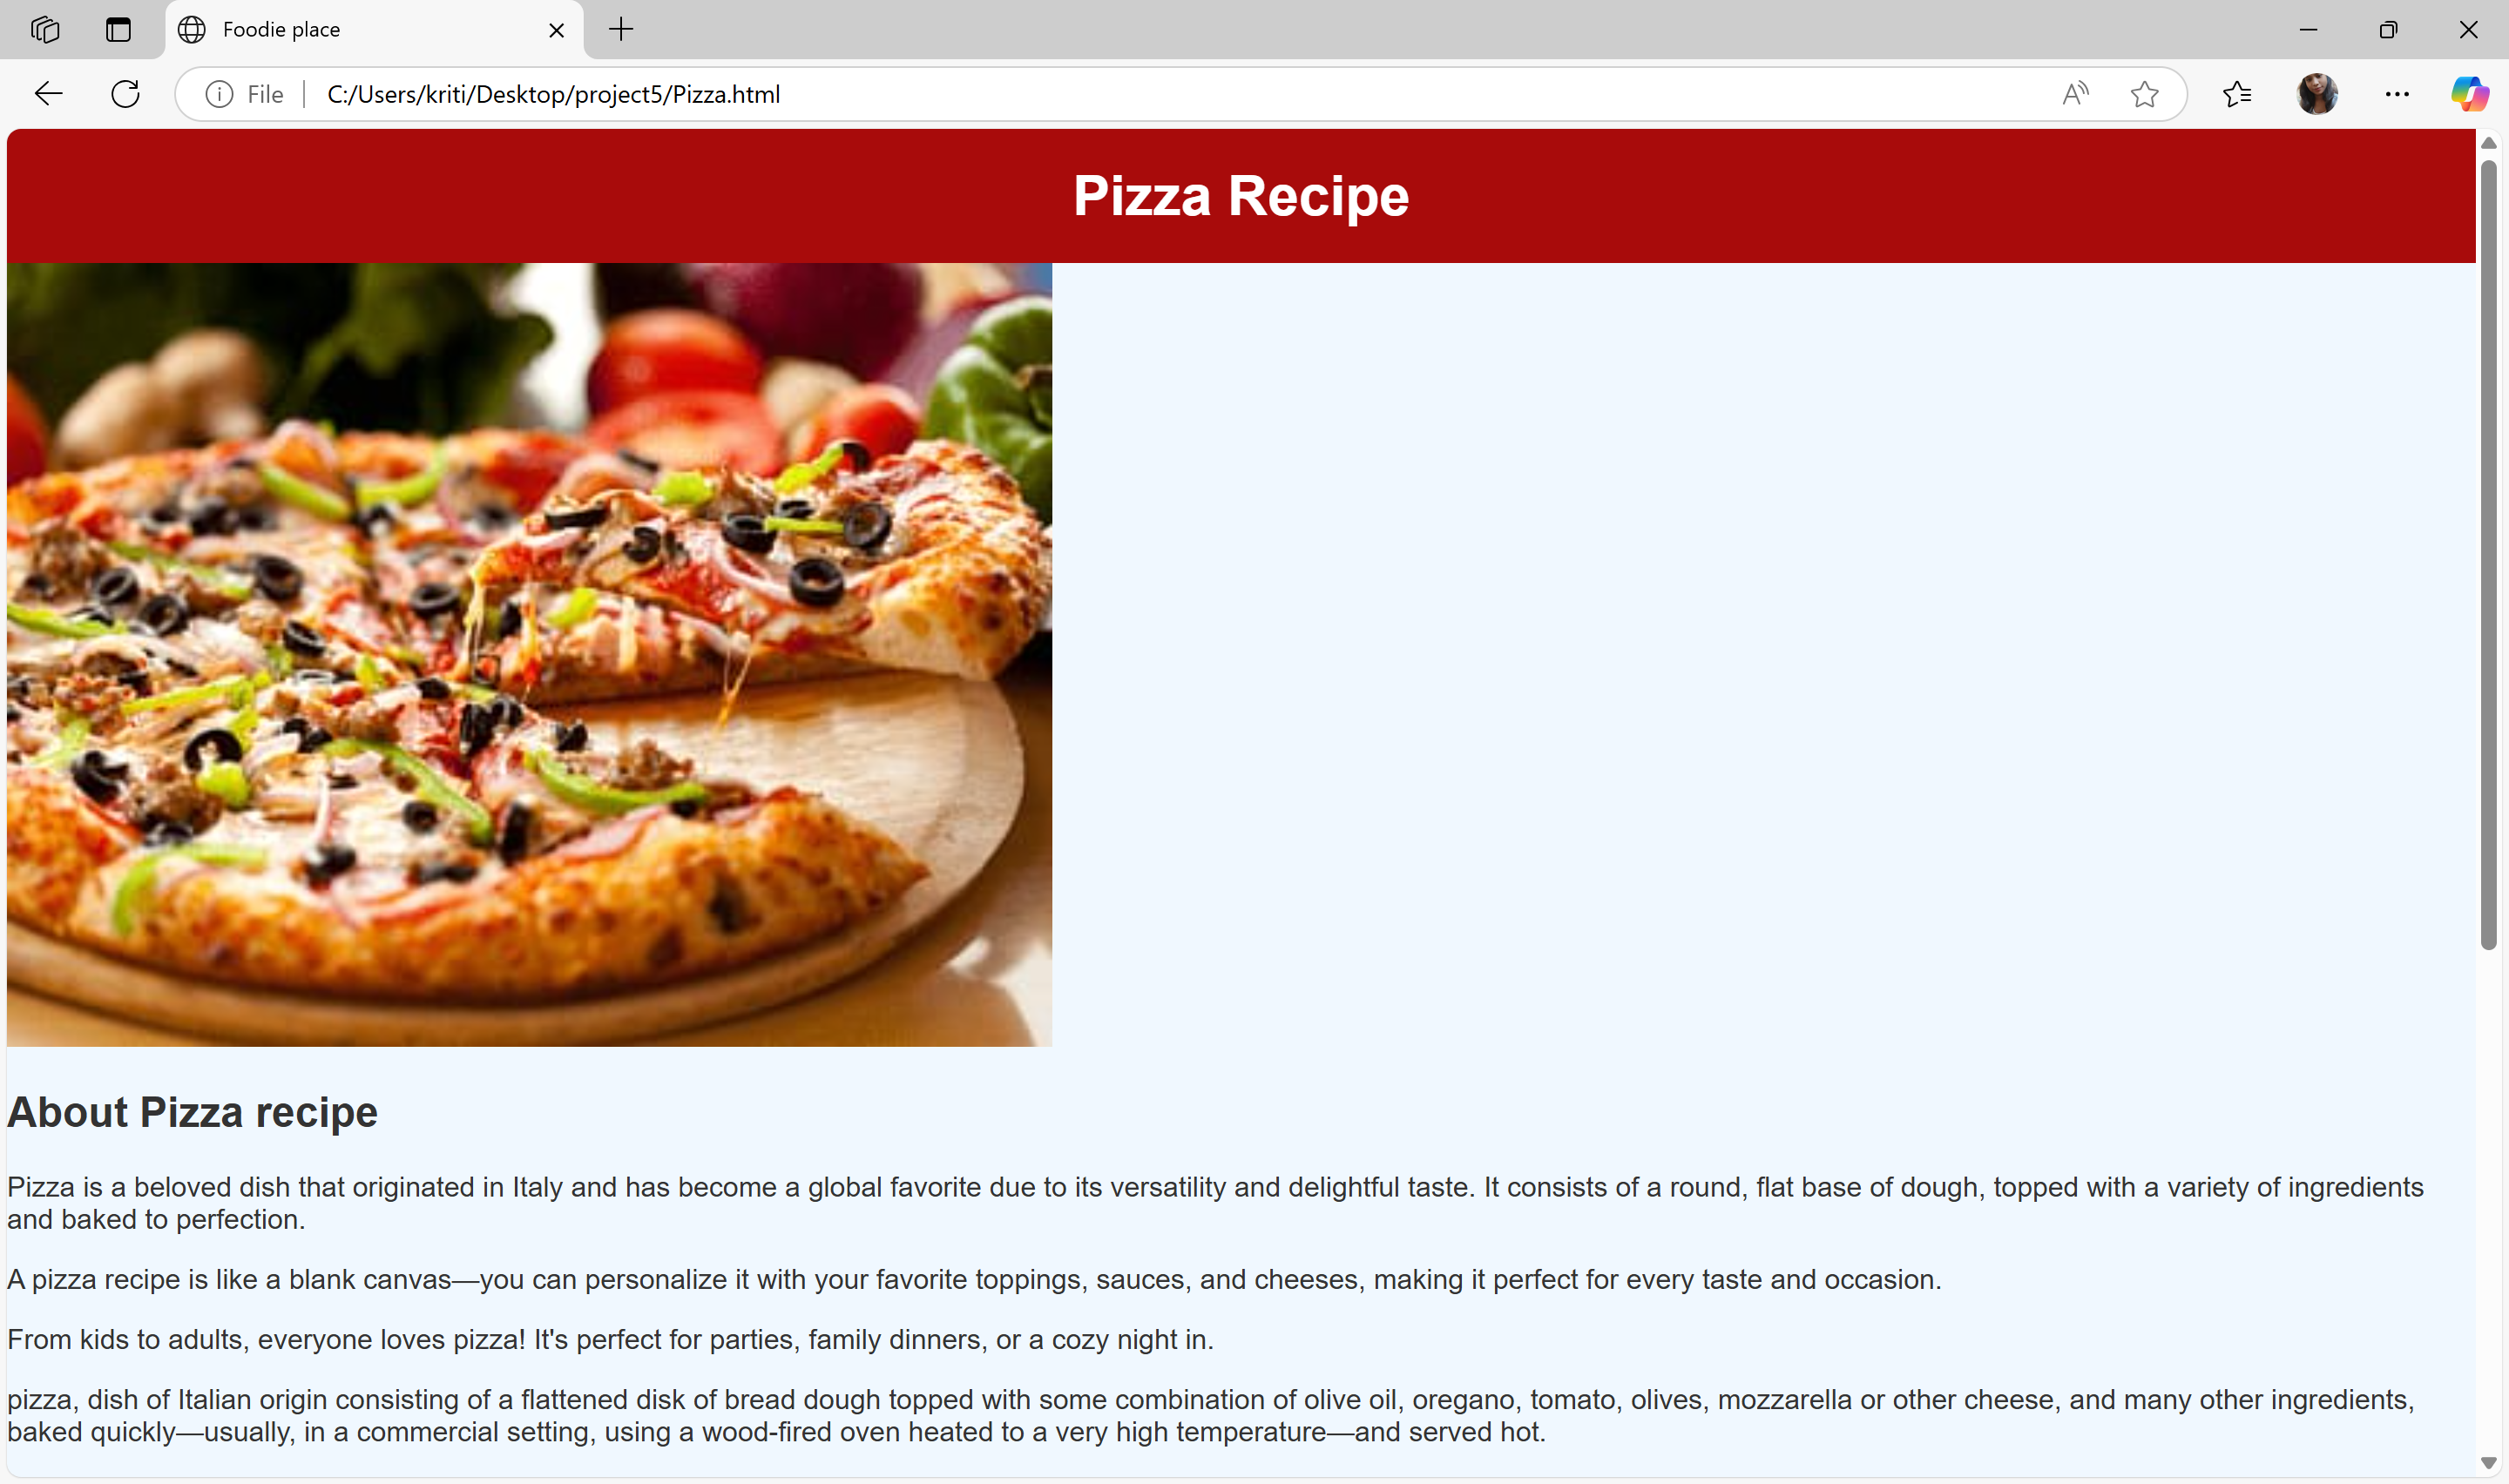 Foodie place
File C:/Users/kriti/Desktop/project5/Pizza.html
Pizza Recipe
About Pizza recipe
Pizza is a beloved dish that originated in Italy and has become a global favorite due to its versatility and delightful taste. It consists of a round, flat base of dough, topped with a variety of ingredients
and baked to perfection.
A pizza recipe is like a blank canvas—you can personalize it with your favorite toppings, sauces, and cheeses, making it perfect for every taste and occasion.
From kids to adults, everyone loves pizza! It's perfect for parties, family dinners, or a cozy night in.
pizza, dish of Italian origin consisting of a flattened disk of bread dough topped with some combination of olive oil, oregano, tomato, olives, mozzarella or other cheese, and many other ingredients,
baked quickly—usually, in a commercial setting, using a wood-fired oven heated to a very high temperature—and served hot.